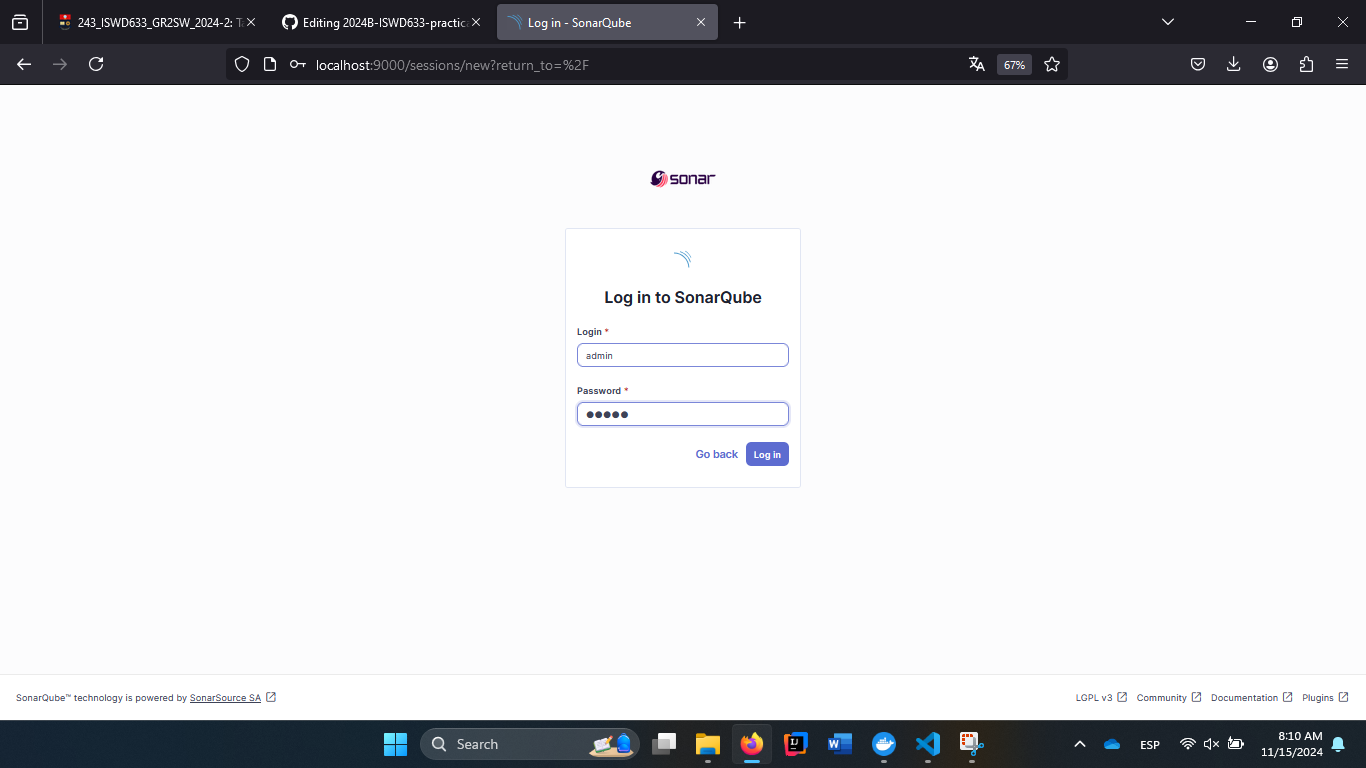 243_ISWD633_GR2SW_2024-2: T
Editing 2024B-ISWD633-practica
Log in - SonarQube
localhost:9000/sessions/new?return_to=%2F
67%
sonar
Log in to SonarQube
Login *
admin
Password *
●●●●●
Go back
Log in
SonarQube™ technology is powered by SonarSource SA
LGPL v3
Community
Documentation
Plugins
Search
ESP
8:10 AM
11/15/2024